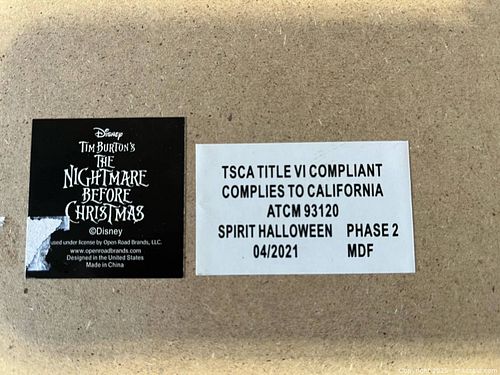 Disney
TIM BURTON'S
THE
NIGHTMARE
BEFORE
CHRISTMAS
©Disney
used under license by Open Road Brands, LLC.
www.openroadbrands.com
Designed in the United States
Made in China
TSCA TITLE VI COMPLIANT
COMPLIES TO CALIFORNIA
ATCM 93120
SPIRIT HALLOWEEN PHASE 2
04/2021 MDF